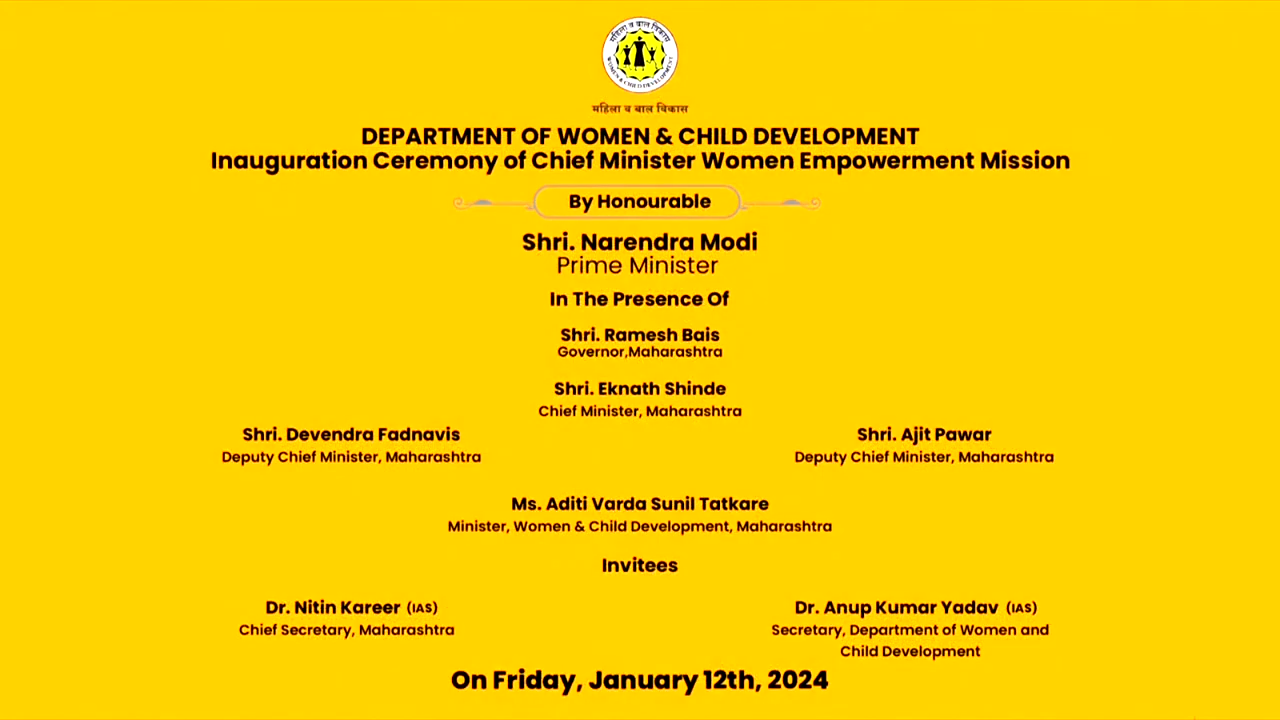 महिला व बाल विकास
WOMEN & CHILD DEVELOPMENT
महिला व बाल विकास
DEPARTMENT OF WOMEN & CHILD DEVELOPMENT
Inauguration Ceremony of Chief Minister Women Empowerment Mission
By Honourable
Shri. Narendra Modi
Prime Minister
In The Presence Of
Shri. Ramesh Bais
Governor,Maharashtra
Shri. Eknath Shinde
Chief Minister, Maharashtra
Shri. Devendra Fadnavis
Deputy Chief Minister, Maharashtra
Shri. Ajit Pawar
Deputy Chief Minister, Maharashtra
Ms. Aditi Varda Sunil Tatkare
Minister, Women & Child Development, Maharashtra
Invitees
Dr. Nitin Kareer (IAS)
Chief Secretary, Maharashtra
Dr. Anup Kumar Yadav (IAS)
Secretary, Department of Women and
Child Development
On Friday, January 12th, 2024